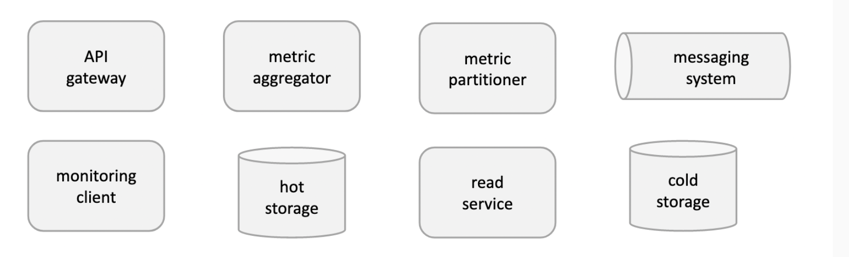 API
gateway
metric
aggregator
metric
partitioner
messaging
system
monitoring
client
hot
storage
read
service
cold
storage